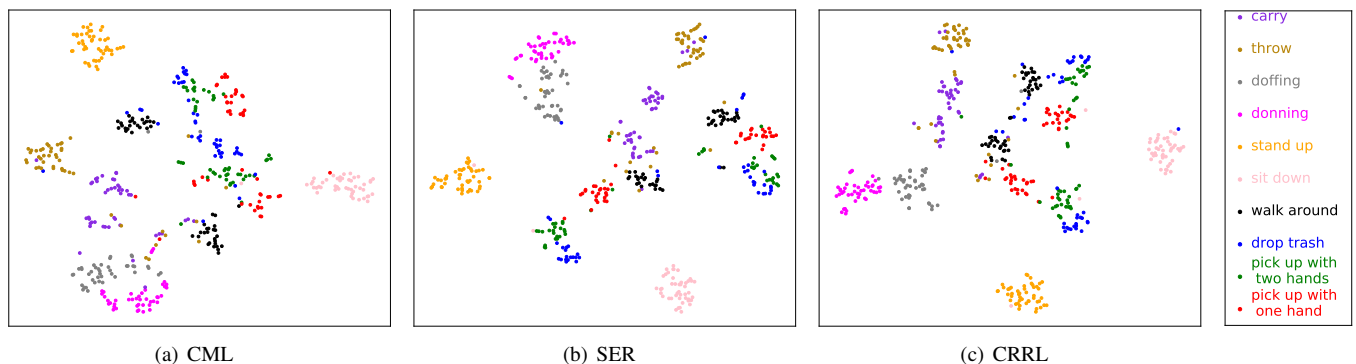 carry
throw
doffing
donning
stand up
sit down
walk around
drop trash
pick up with
two hands
pick up with
one hand
(a) CML
(b) SER
(c) CRRL